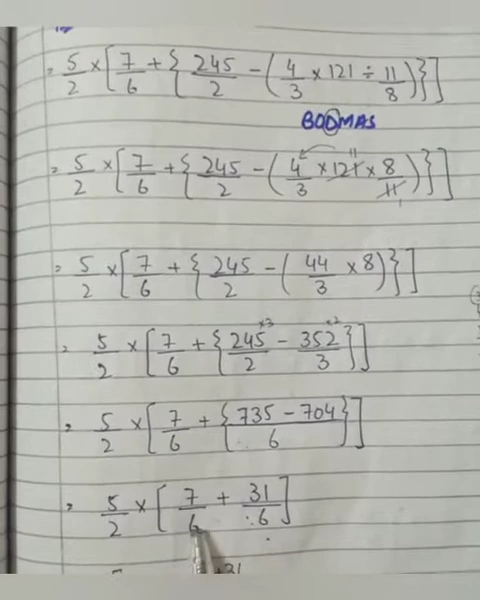 = 5/2 × [7/6 + {245/2 − (4/3 × 121 ÷ 11/8)}]
BODMAS
= 5/2 × [7/6 + {245/2 − (4/3 × 121 × 8/11)}]
= 5/2 × [7/6 + {245/2 − (44/3 × 8)}]
= 5/2 × [7/6 + {245/2 ×3 − 352/3 ×2}]
= 5/2 × [7/6 + {735 − 704/6}]
= 5/2 × [7/6 + 31/6]